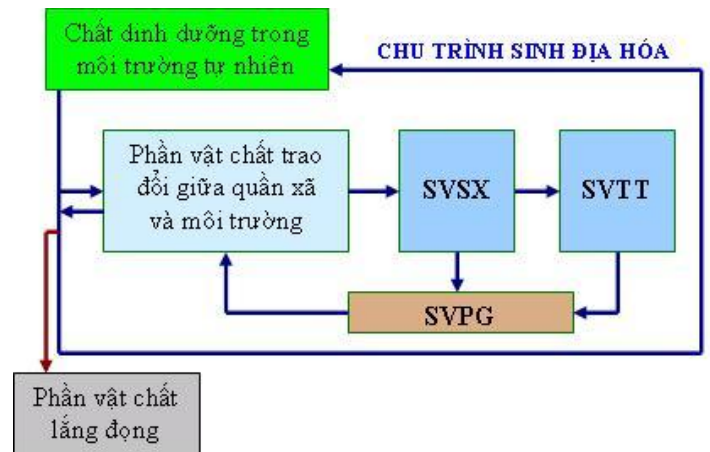 Chất dinh dưỡng trong
môi trường tự nhiên
CHU TRÌNH SINH ĐỊA HÓA
Phần vật chất trao
đổi giữa quần xã
và môi trường
SVSX
SVTT
SVPG
Phần vật chất
lắng đọng